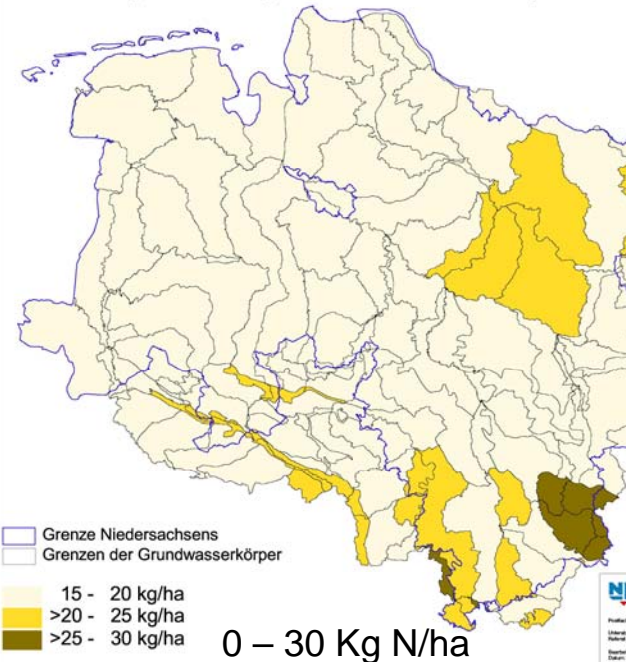 Grenze Niedersachsens
Grenzen der Grundwasserkörper
15 - 20 kg/ha
>20 - 25 kg/ha
>25 - 30 kg/ha
0 – 30 Kg N/ha